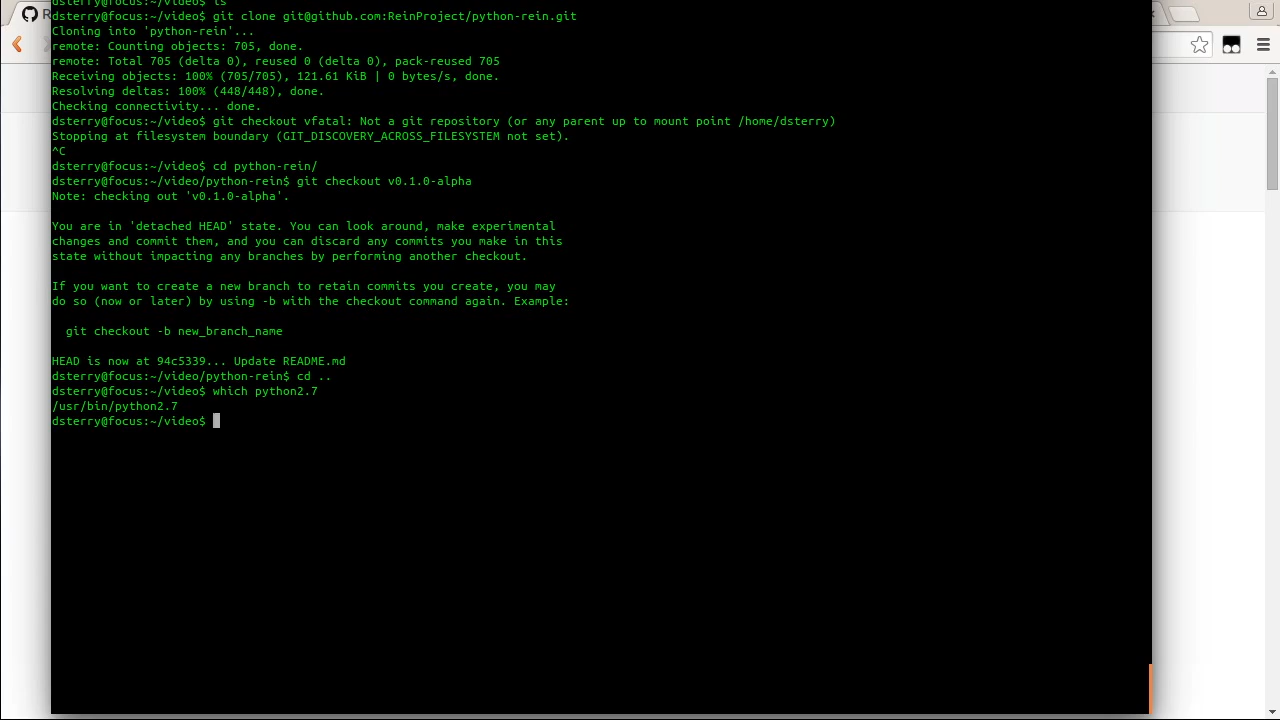 dsterry@focus:~/video$ ls
dsterry@focus:~/video$ git clone git@github.com:ReinProject/python-rein.git
Cloning into 'python-rein'...
remote: Counting objects: 705, done.
remote: Total 705 (delta 0), reused 0 (delta 0), pack-reused 705
Receiving objects: 100% (705/705), 121.61 KiB | 0 bytes/s, done.
Resolving deltas: 100% (448/448), done.
Checking connectivity... done.
dsterry@focus:~/video$ git checkout vfatal: Not a git repository (or any parent up to mount point /home/dsterry)
Stopping at filesystem boundary (GIT_DISCOVERY_ACROSS_FILESYSTEM not set).
^C
dsterry@focus:~/video$ cd python-rein/
dsterry@focus:~/video/python-rein$ git checkout v0.1.0-alpha
Note: checking out 'v0.1.0-alpha'.
You are in 'detached HEAD' state. You can look around, make experimental
changes and commit them, and you can discard any commits you make in this
state without impacting any branches by performing another checkout.
If you want to create a new branch to retain commits you create, you may
do so (now or later) by using -b with the checkout command again. Example:
git checkout -b new_branch_name
HEAD is now at 94c5339... Update README.md
dsterry@focus:~/video/python-rein$ cd ..
dsterry@focus:~/video$ which python2.7
/usr/bin/python2.7
dsterry@focus:~/video$